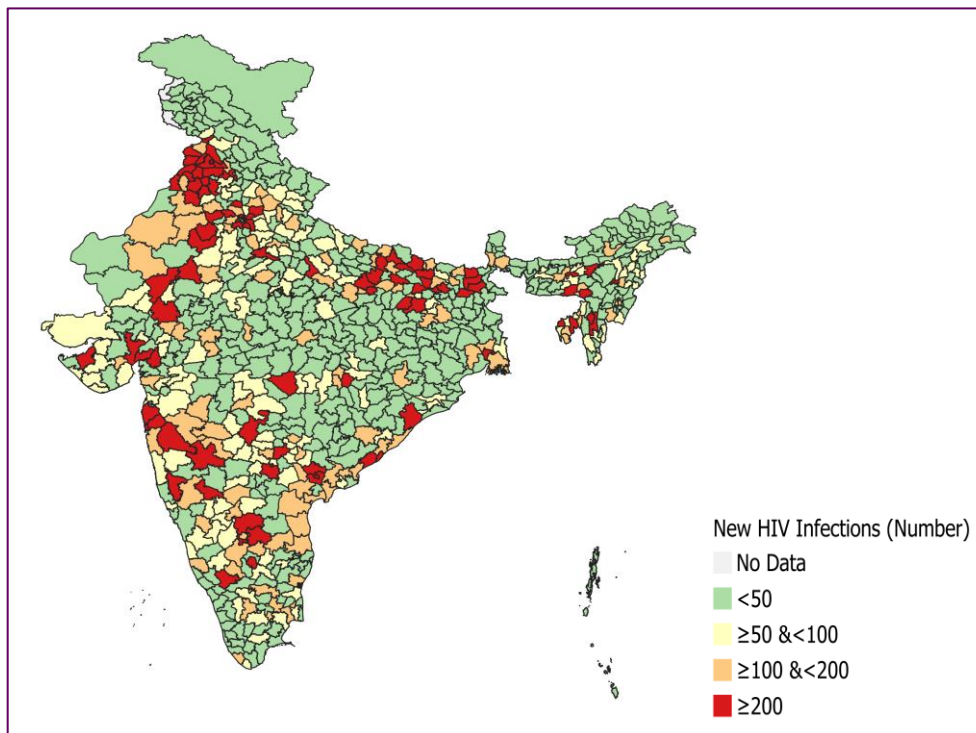 New HIV Infections (Number)
No Data
<50
≥50 &<100
≥100 &<200
≥200